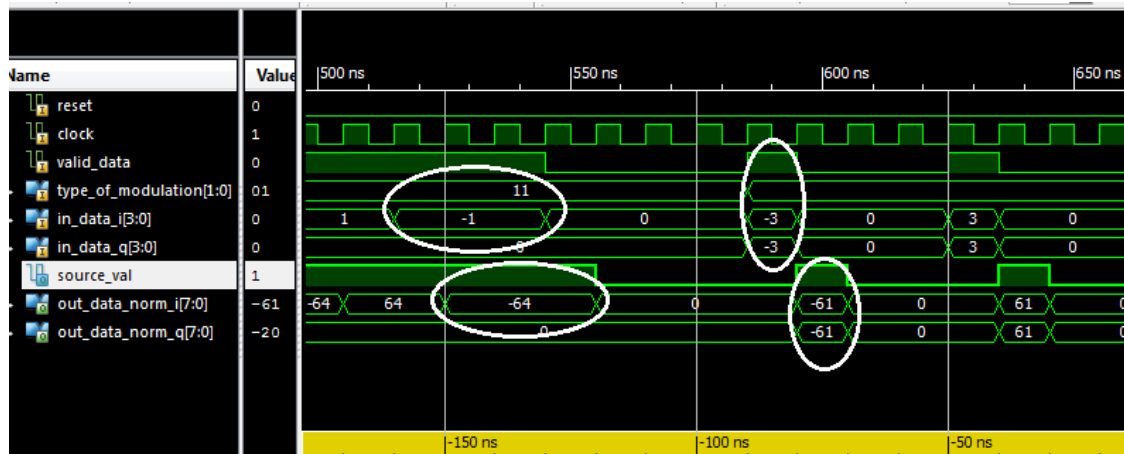 Name Value 500 ns 550 ns 600 ns 650 ns
reset 0
clock 1
valid_data 0
type_of_modulation[1:0] 01 11
in_data_i[3:0] 0 1 -1 0 -3 0 3 0
in_data_q[3:0] 0 0 -3 0 3 0
source_val 1
out_data_norm_i[7:0] -61 -64 64 -64 0 -61 0 61 0
out_data_norm_q[7:0] -20 0 -61 0 61 0
-150 ns -100 ns -50 ns